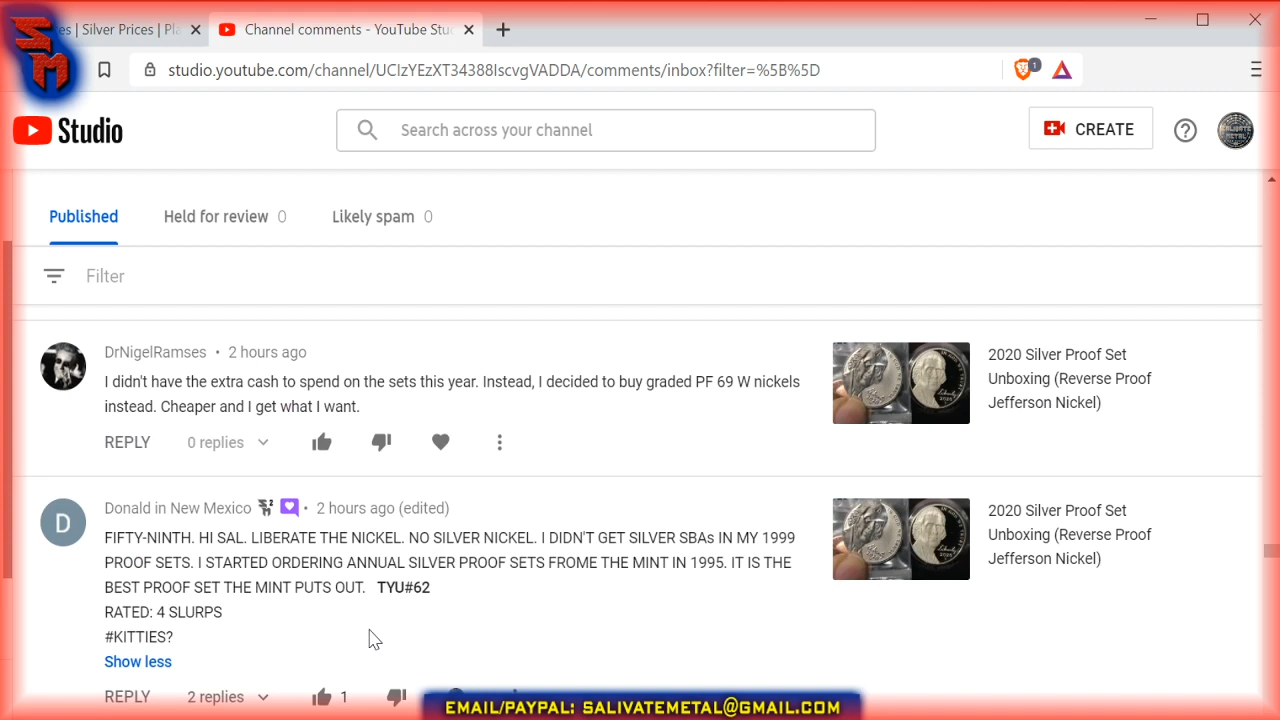 SM
es | Silver Prices | Pla
Channel comments - YouTube Stu
studio.youtube.com/channel/UCIzYEzXT34388IscvgVADDA/comments/inbox?filter=%5B%5D
1
Studio
Search across your channel
CREATE
Published
Held for review 0
Likely spam 0
Filter
DrNigelRamses • 2 hours ago
I didn't have the extra cash to spend on the sets this year. Instead, I decided to buy graded PF 69 W nickels
instead. Cheaper and I get what I want.
REPLY
0 replies
2020 Silver Proof Set
Unboxing (Reverse Proof
Jefferson Nickel)
D
Donald in New Mexico
• 2 hours ago (edited)
FIFTY-NINTH. HI SAL. LIBERATE THE NICKEL. NO SILVER NICKEL. I DIDN'T GET SILVER SBAs IN MY 1999
PROOF SETS. I STARTED ORDERING ANNUAL SILVER PROOF SETS FROME THE MINT IN 1995. IT IS THE
BEST PROOF SET THE MINT PUTS OUT. TYU#62
RATED: 4 SLURPS
#KITTIES?
Show less
REPLY
2 replies
1
2020 Silver Proof Set
Unboxing (Reverse Proof
Jefferson Nickel)
EMAIL/PAYPAL: SALIVATEMETAL@GMAIL.COM